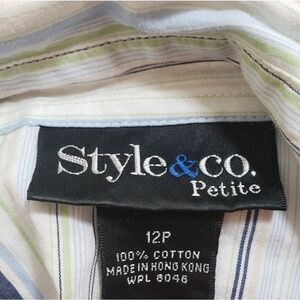 Style&co.
Petite
12P
100% COTTON
MADE IN HONG KONG
WPL 8046